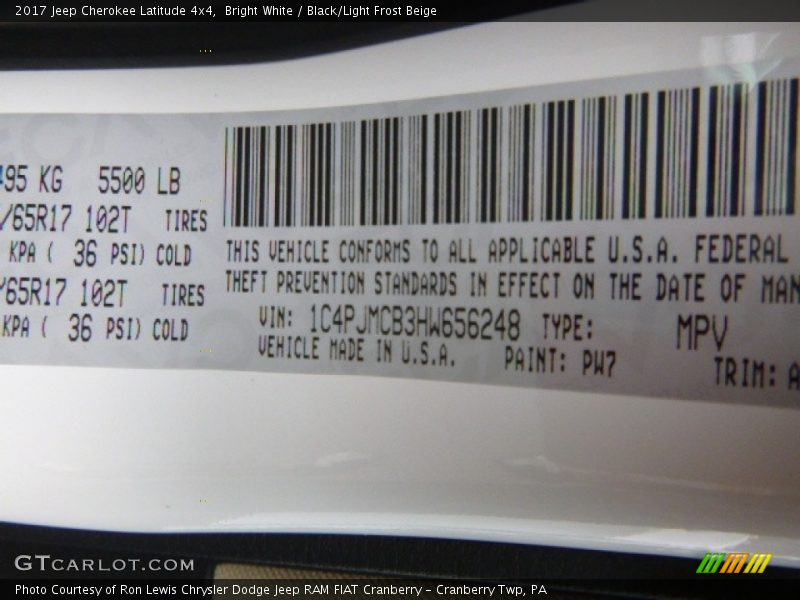 2017 Jeep Cherokee Latitude 4x4, Bright White / Black/Light Frost Beige
495 KG 5500 LB
/65R17 102T TIRES
KPA ( 36 PSI) COLD
/65R17 102T TIRES
KPA ( 36 PSI) COLD
THIS VEHICLE CONFORMS TO ALL APPLICABLE U.S.A. FEDERAL
THEFT PREVENTION STANDARDS IN EFFECT ON THE DATE OF MAN
VIN: 1C4PJMCB3HW656248 TYPE: MPV
VEHICLE MADE IN U.S.A. PAINT: PW7
TRIM: A
GTCARLOT.COM
Photo Courtesy of Ron Lewis Chrysler Dodge Jeep RAM FIAT Cranberry – Cranberry Twp, PA